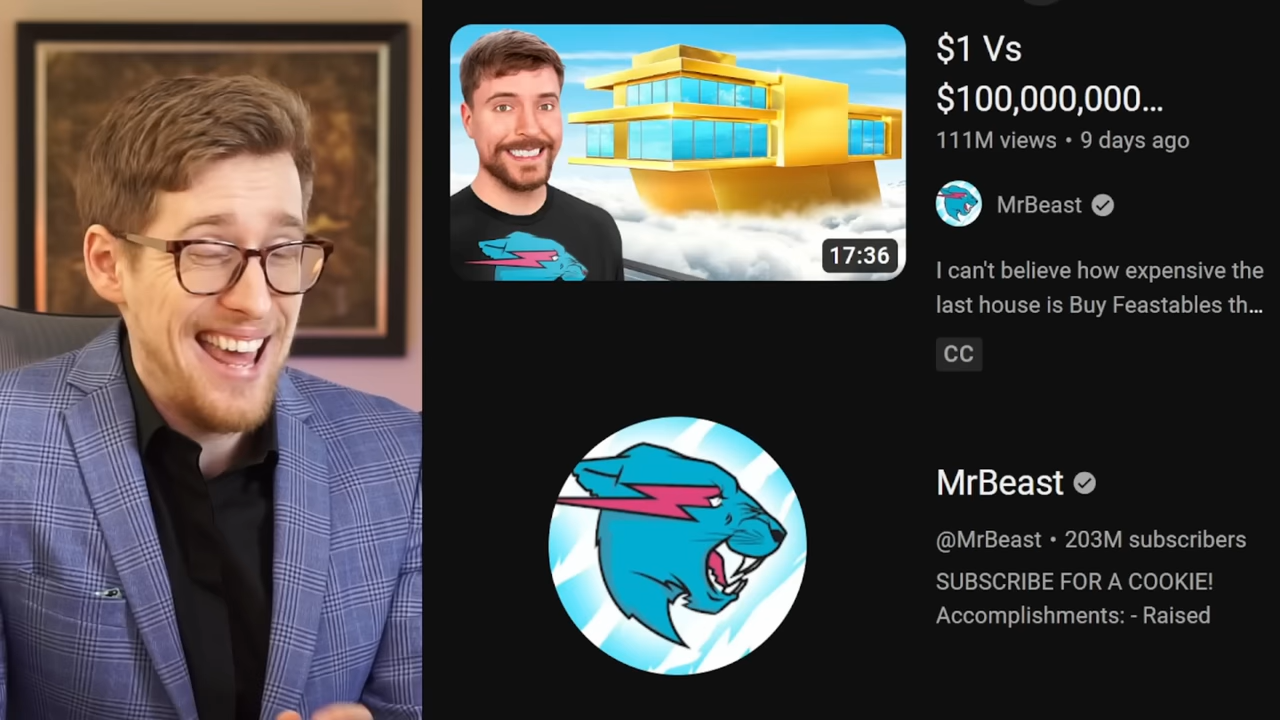 $1 Vs
$100,000,000...
111M views • 9 days ago
MrBeast
I can't believe how expensive the
last house is Buy Feastables th...
17:36
CC
MrBeast
@MrBeast • 203M subscribers
SUBSCRIBE FOR A COOKIE!
Accomplishments: - Raised